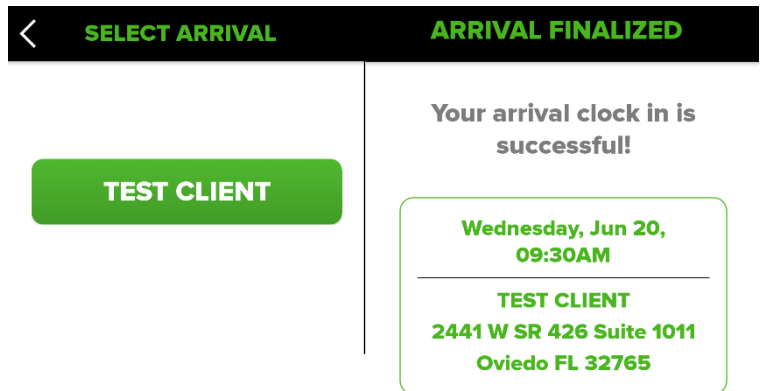 SELECT ARRIVAL
TEST CLIENT
ARRIVAL FINALIZED
Your arrival clock in is
successful!
Wednesday, Jun 20,
09:30AM
TEST CLIENT
2441 W SR 426 Suite 1011
Oviedo FL 32765